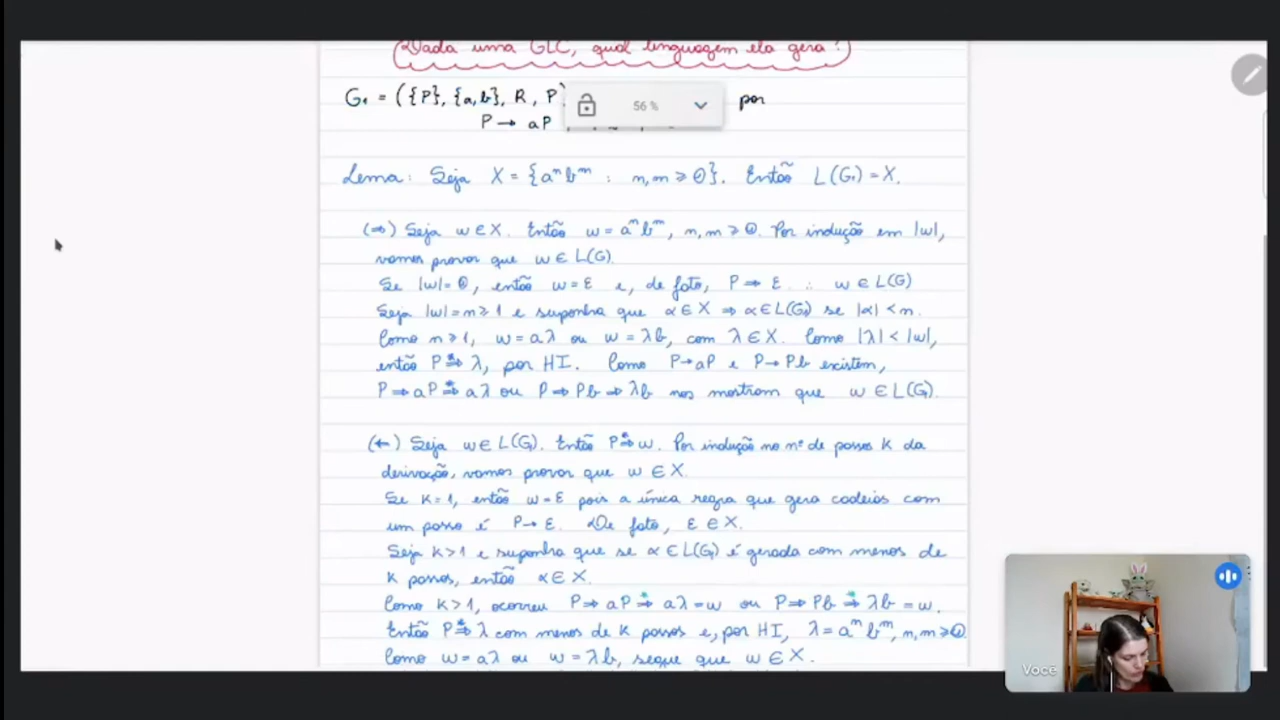 Dada uma GLC, qual linguagem ela gera?
G₁ = ({P}, {a,b}, R, P) 56 % por
P → aP
Lema: Seja X = {aⁿbᵐ : n,m ≥ 0}. Então L(G₁) = X.
(⇒) Seja w ∈ X. Então w = aⁿbᵐ, n,m ≥ 0. Por indução em |w|,
vamos provar que w ∈ L(G).
Se |w|=0, então w = ε e, de fato, P ⇒ ε ∴ w ∈ L(G)
Seja |w|=n ≥ 1 e suponha que α ∈ X ⇒ α ∈ L(G₁) se |α| < n.
Como n ≥ 1, w = aλ ou w = λb, com λ ∈ X. Como |λ| < |w|,
então P ⇒* λ, por HI. Como P → aP e P → Pb existem,
P ⇒ aP ⇒* aλ ou P ⇒ Pb ⇒ λb nos mostram que w ∈ L(G₁).
(⇐) Seja w ∈ L(G₁). Então P ⇒* w. Por indução no nº de passos K da
derivação, vamos provar que w ∈ X.
Se K=1, então w = ε pois a única regra que gera cadeias com
um passo é P → ε. De fato, ε ∈ X.
Seja K > 1 e suponha que se α ∈ L(G₁) é gerada com menos de
K passos, então α ∈ X.
Como K > 1, ocorreu P ⇒ aP ⇒* aλ = w ou P ⇒ Pb ⇒* λb = w.
Então P ⇒* λ com menos de K passos e, por HI, λ = aⁿbᵐ, n,m ≥ 0
Como w = aλ ou w = λb, segue que w ∈ X.
Você